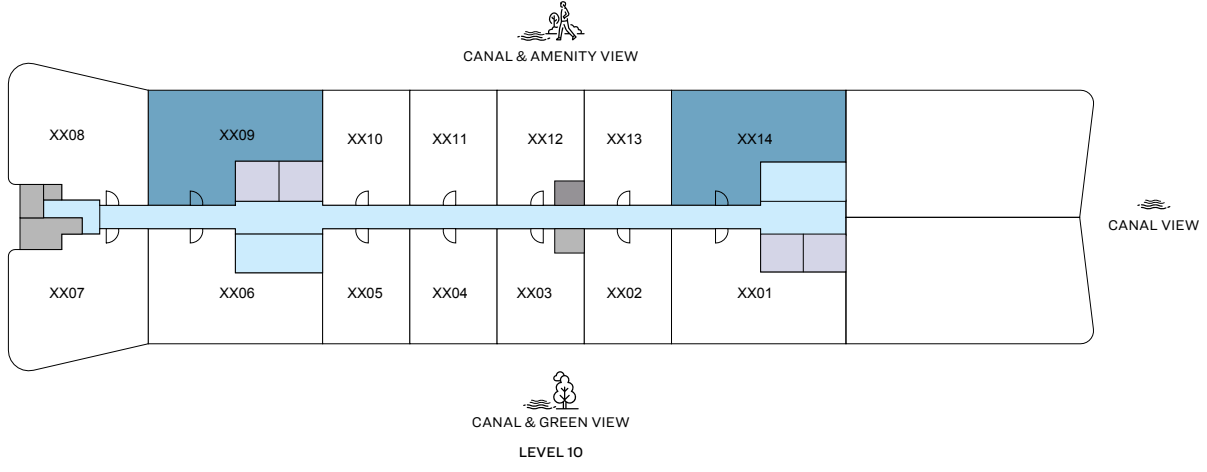 CANAL & AMENITY VIEW
XX08
XX09
XX10
XX11
XX12
XX13
XX14
CANAL VIEW
XX07
XX06
XX05
XX04
XX03
XX02
XX01
CANAL & GREEN VIEW
LEVEL 10